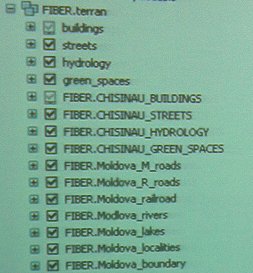 FIBER.terran
buildings
streets
hydrology
green_spaces
FIBER.CHISINAU_BUILDINGS
FIBER.CHISINAU_STREETS
FIBER.CHISINAU_HYDROLOGY
FIBER.CHISINAU_GREEN_SPACES
FIBER.Moldova_M_roads
FIBER.Moldova_R_roads
FIBER.Moldova_railroad
FIBER.Modlova_rivers
FIBER.Moldova_lakes
FIBER.Moldova_localities
FIBER.Moldova_boundary